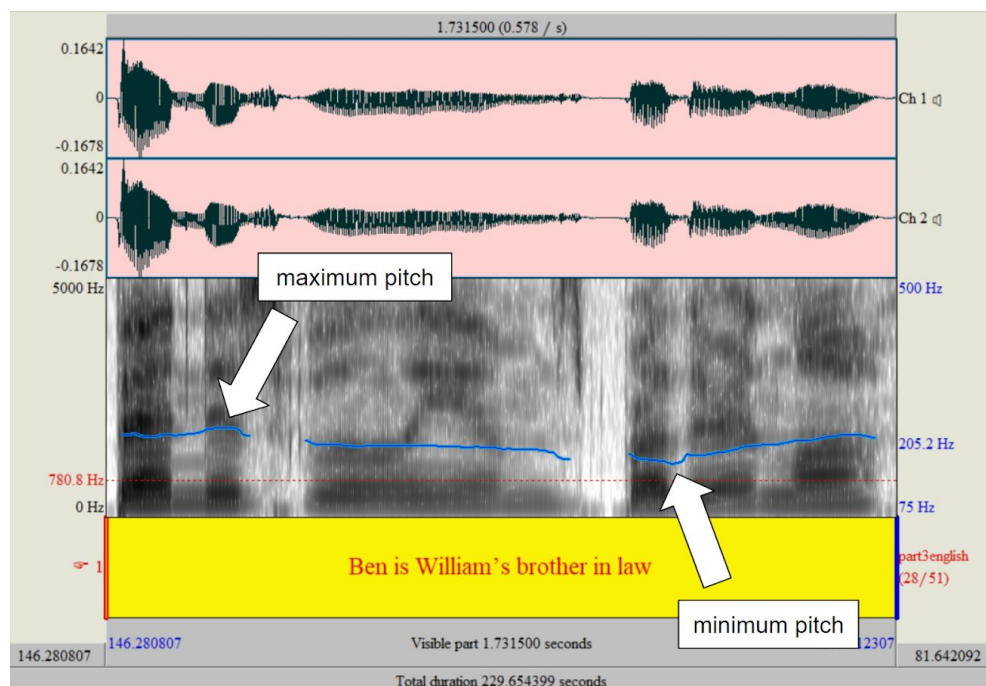 1.731500 (0.578 / s)
0.1642
0
-0.1678
Ch 1
0.1642
0
-0.1678
Ch 2
maximum pitch
5000 Hz
500 Hz
205.2 Hz
780.8 Hz
0 Hz
75 Hz
1
Ben is William’s brother in law
part3english
(28/51)
minimum pitch
146.280807
Visible part 1.731500 seconds
12307
146.280807
81.642092
Total duration 229.654399 seconds